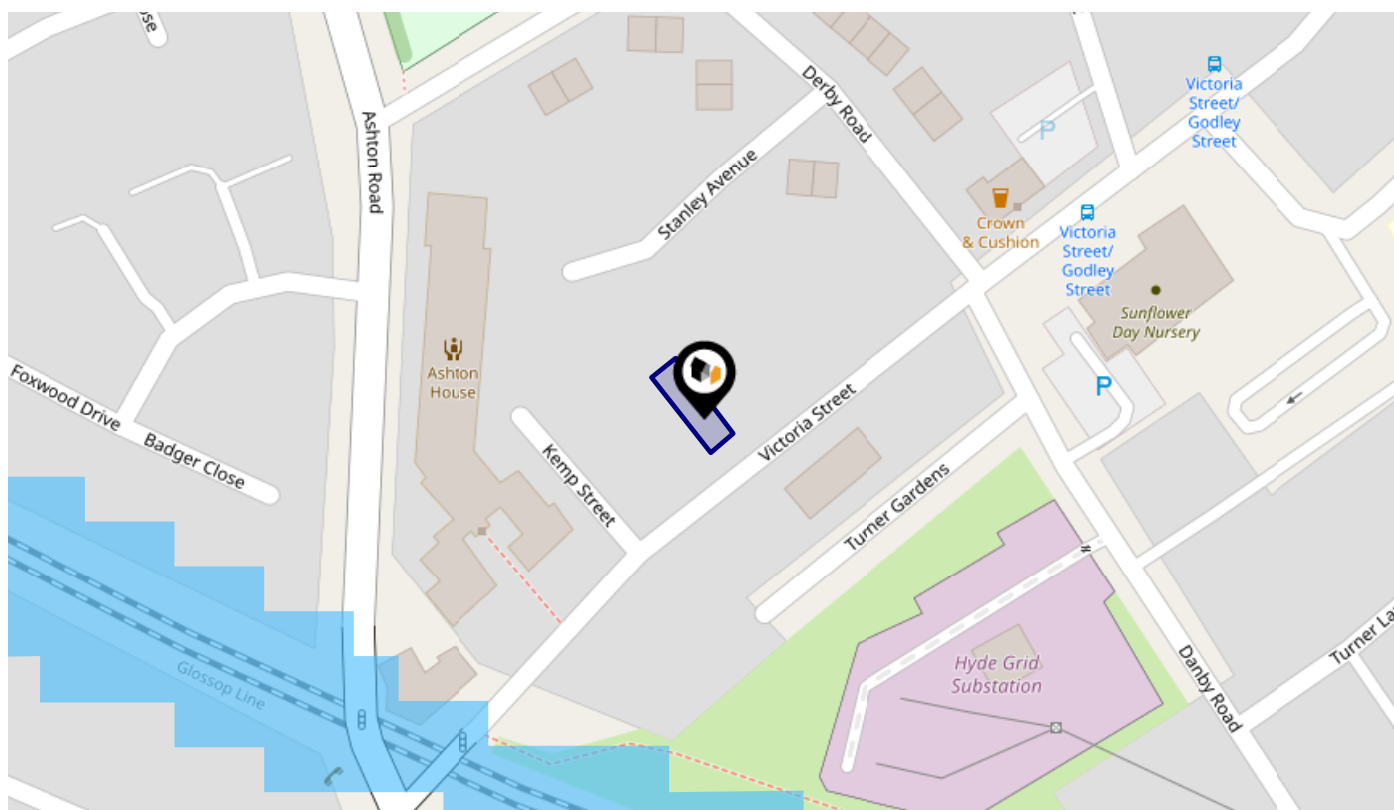 Ashton Road
Derby Road
P
Victoria
Street/
Godley
Street
Stanley Avenue
Crown
& Cushion
Victoria
Street/
Godley
Street
Sunflower
Day Nursery
Ashton
House
Foxwood Drive
Badger Close
P
Victoria Street
Kemp Street
Turner Gardens
Glossop Line
Hyde Grid
Substation
Danby Road